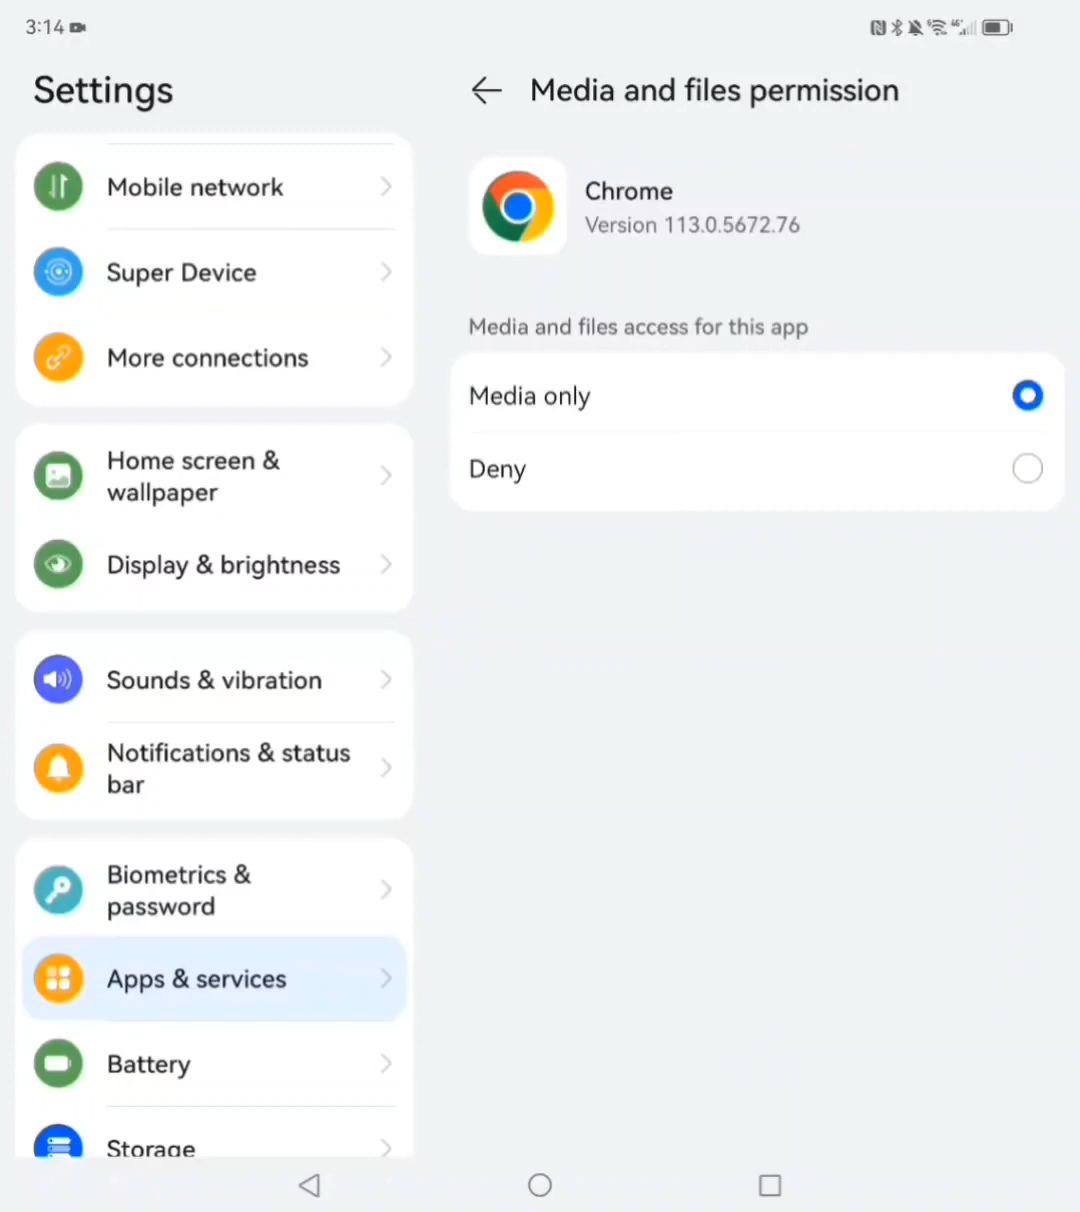 3:14
Settings
Mobile network
Super Device
More connections
Home screen &
wallpaper
Display & brightness
Sounds & vibration
Notifications & status
bar
Biometrics &
password
Apps & services
Battery
Storage
Media and files permission
Chrome
Version 113.0.5672.76
Media and files access for this app
Media only
Deny